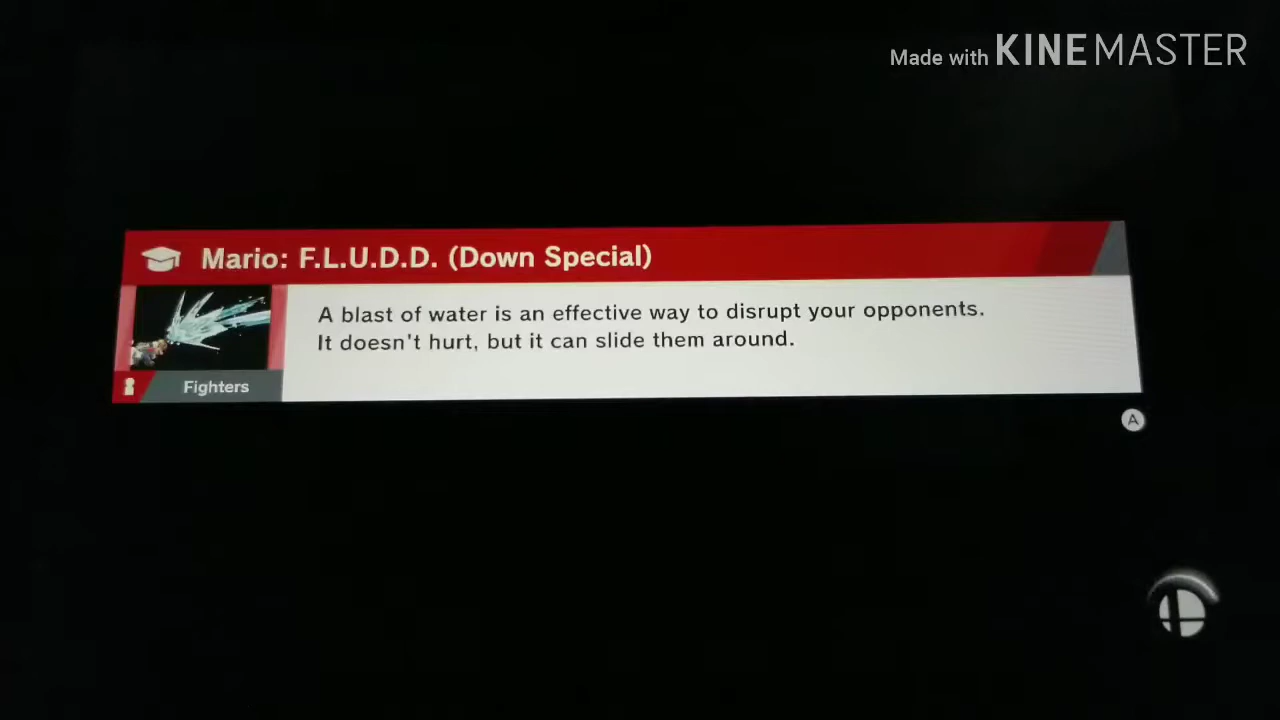 Made with KINEMASTER
Mario: F.L.U.D.D. (Down Special)
A blast of water is an effective way to disrupt your opponents.
It doesn't hurt, but it can slide them around.
Fighters
A